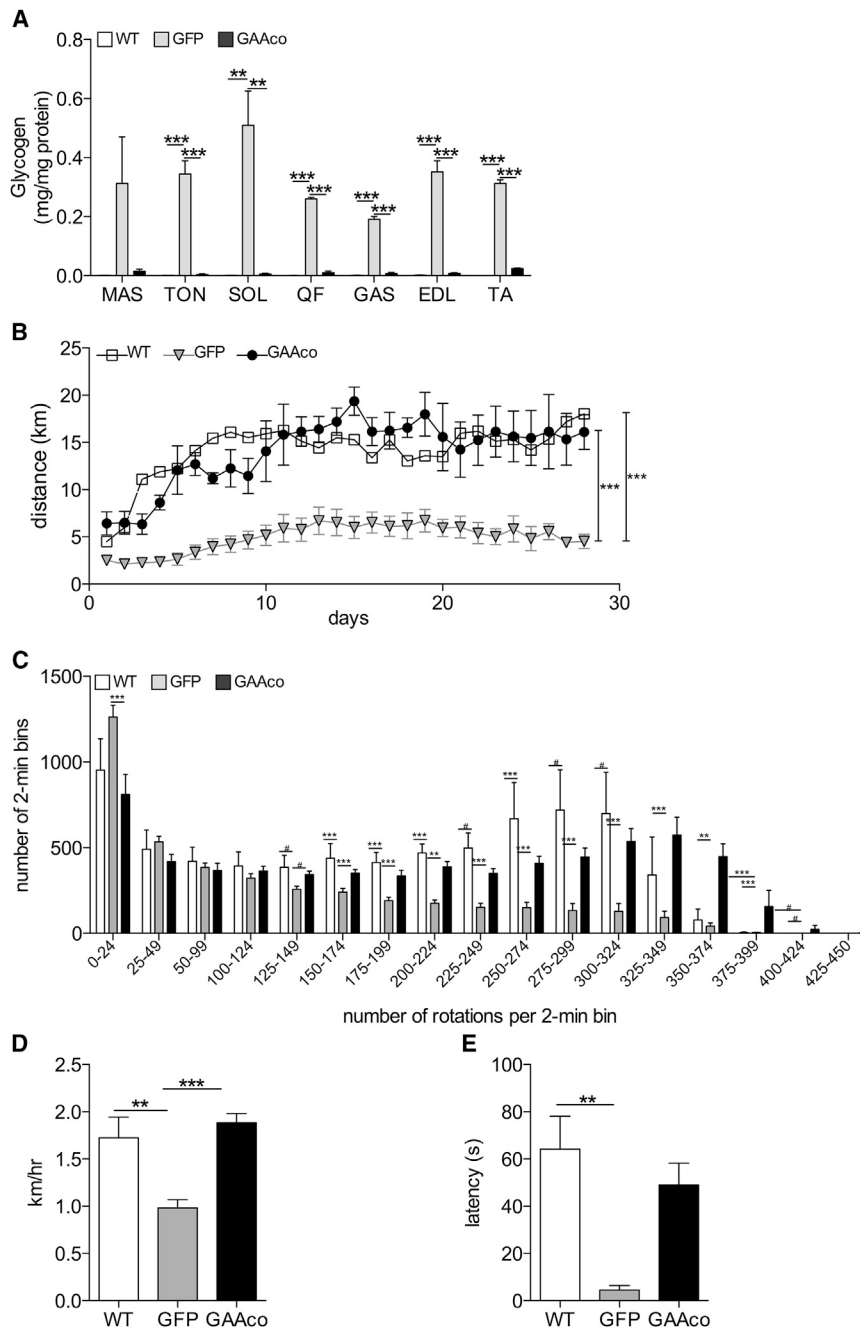 A
WT GFP GAAco
Glycogen
(mg/mg protein)
0.8
0.6
0.4
0.2
0.0
*** *** ** ** *** *** *** *** *** *** *** ***
MAS TON SOL QF GAS EDL TA
B
WT GFP GAAco
distance (km)
25
20
15
10
5
0
***
***
0 10 20 30
days
C
WT GFP GAAco
number of 2-min bins
1500
1000
500
0
*** # # *** *** *** *** *** ** # *** *** *** # *** # *** *** ** *** *** # #
0-24 25-49 50-99 100-124 125-149 150-174 175-199 200-224 225-249 250-274 275-299 300-324 325-349 350-374 375-399 400-424 425-450
number of rotations per 2-min bin
D
km/hr
2.5
2.0
1.5
1.0
0.5
0.0
** ***
WT GFP GAAco
E
latency (s)
100
80
60
40
20
0
**
WT GFP GAAco